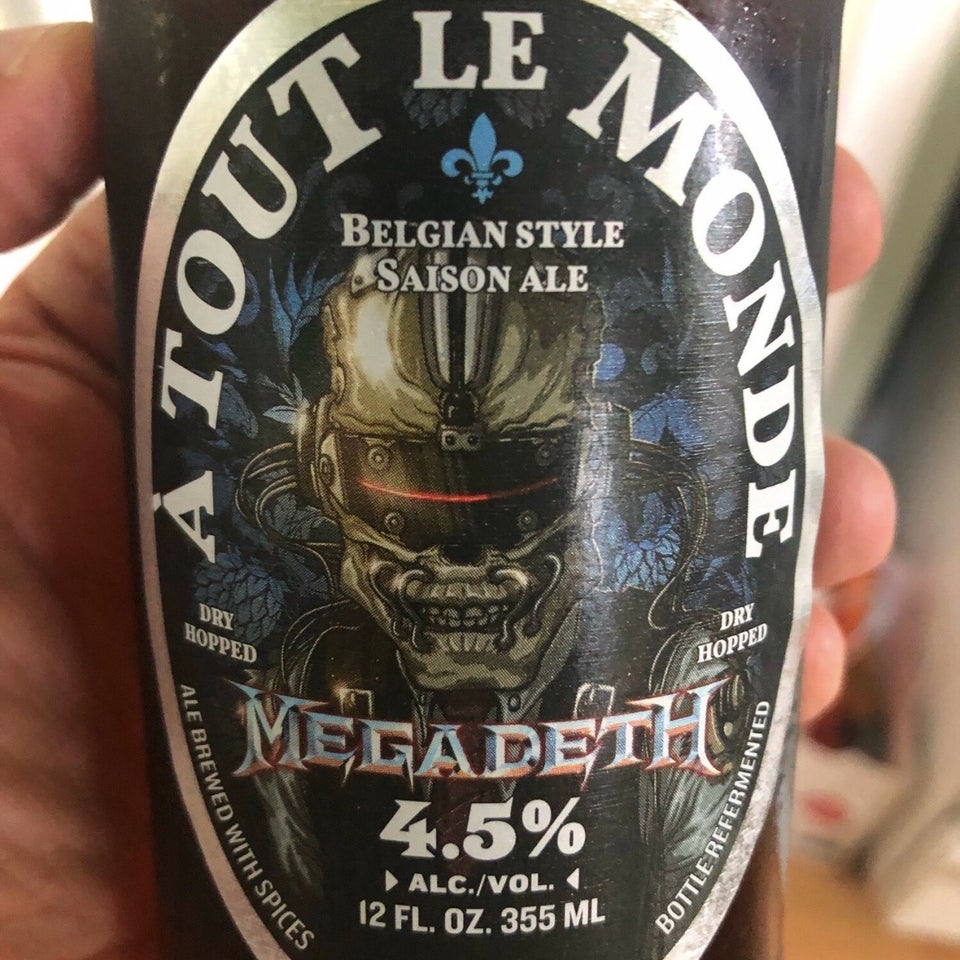 À TOUT LE MONDE
BELGIAN STYLE
SAISON ALE
DRY
HOPPED
DRY
HOPPED
MEGADETH
ALE BREWED WITH SPICES
4.5%
ALC./VOL.
12 FL. OZ. 355 ML
BOTTLE REFERMENTED